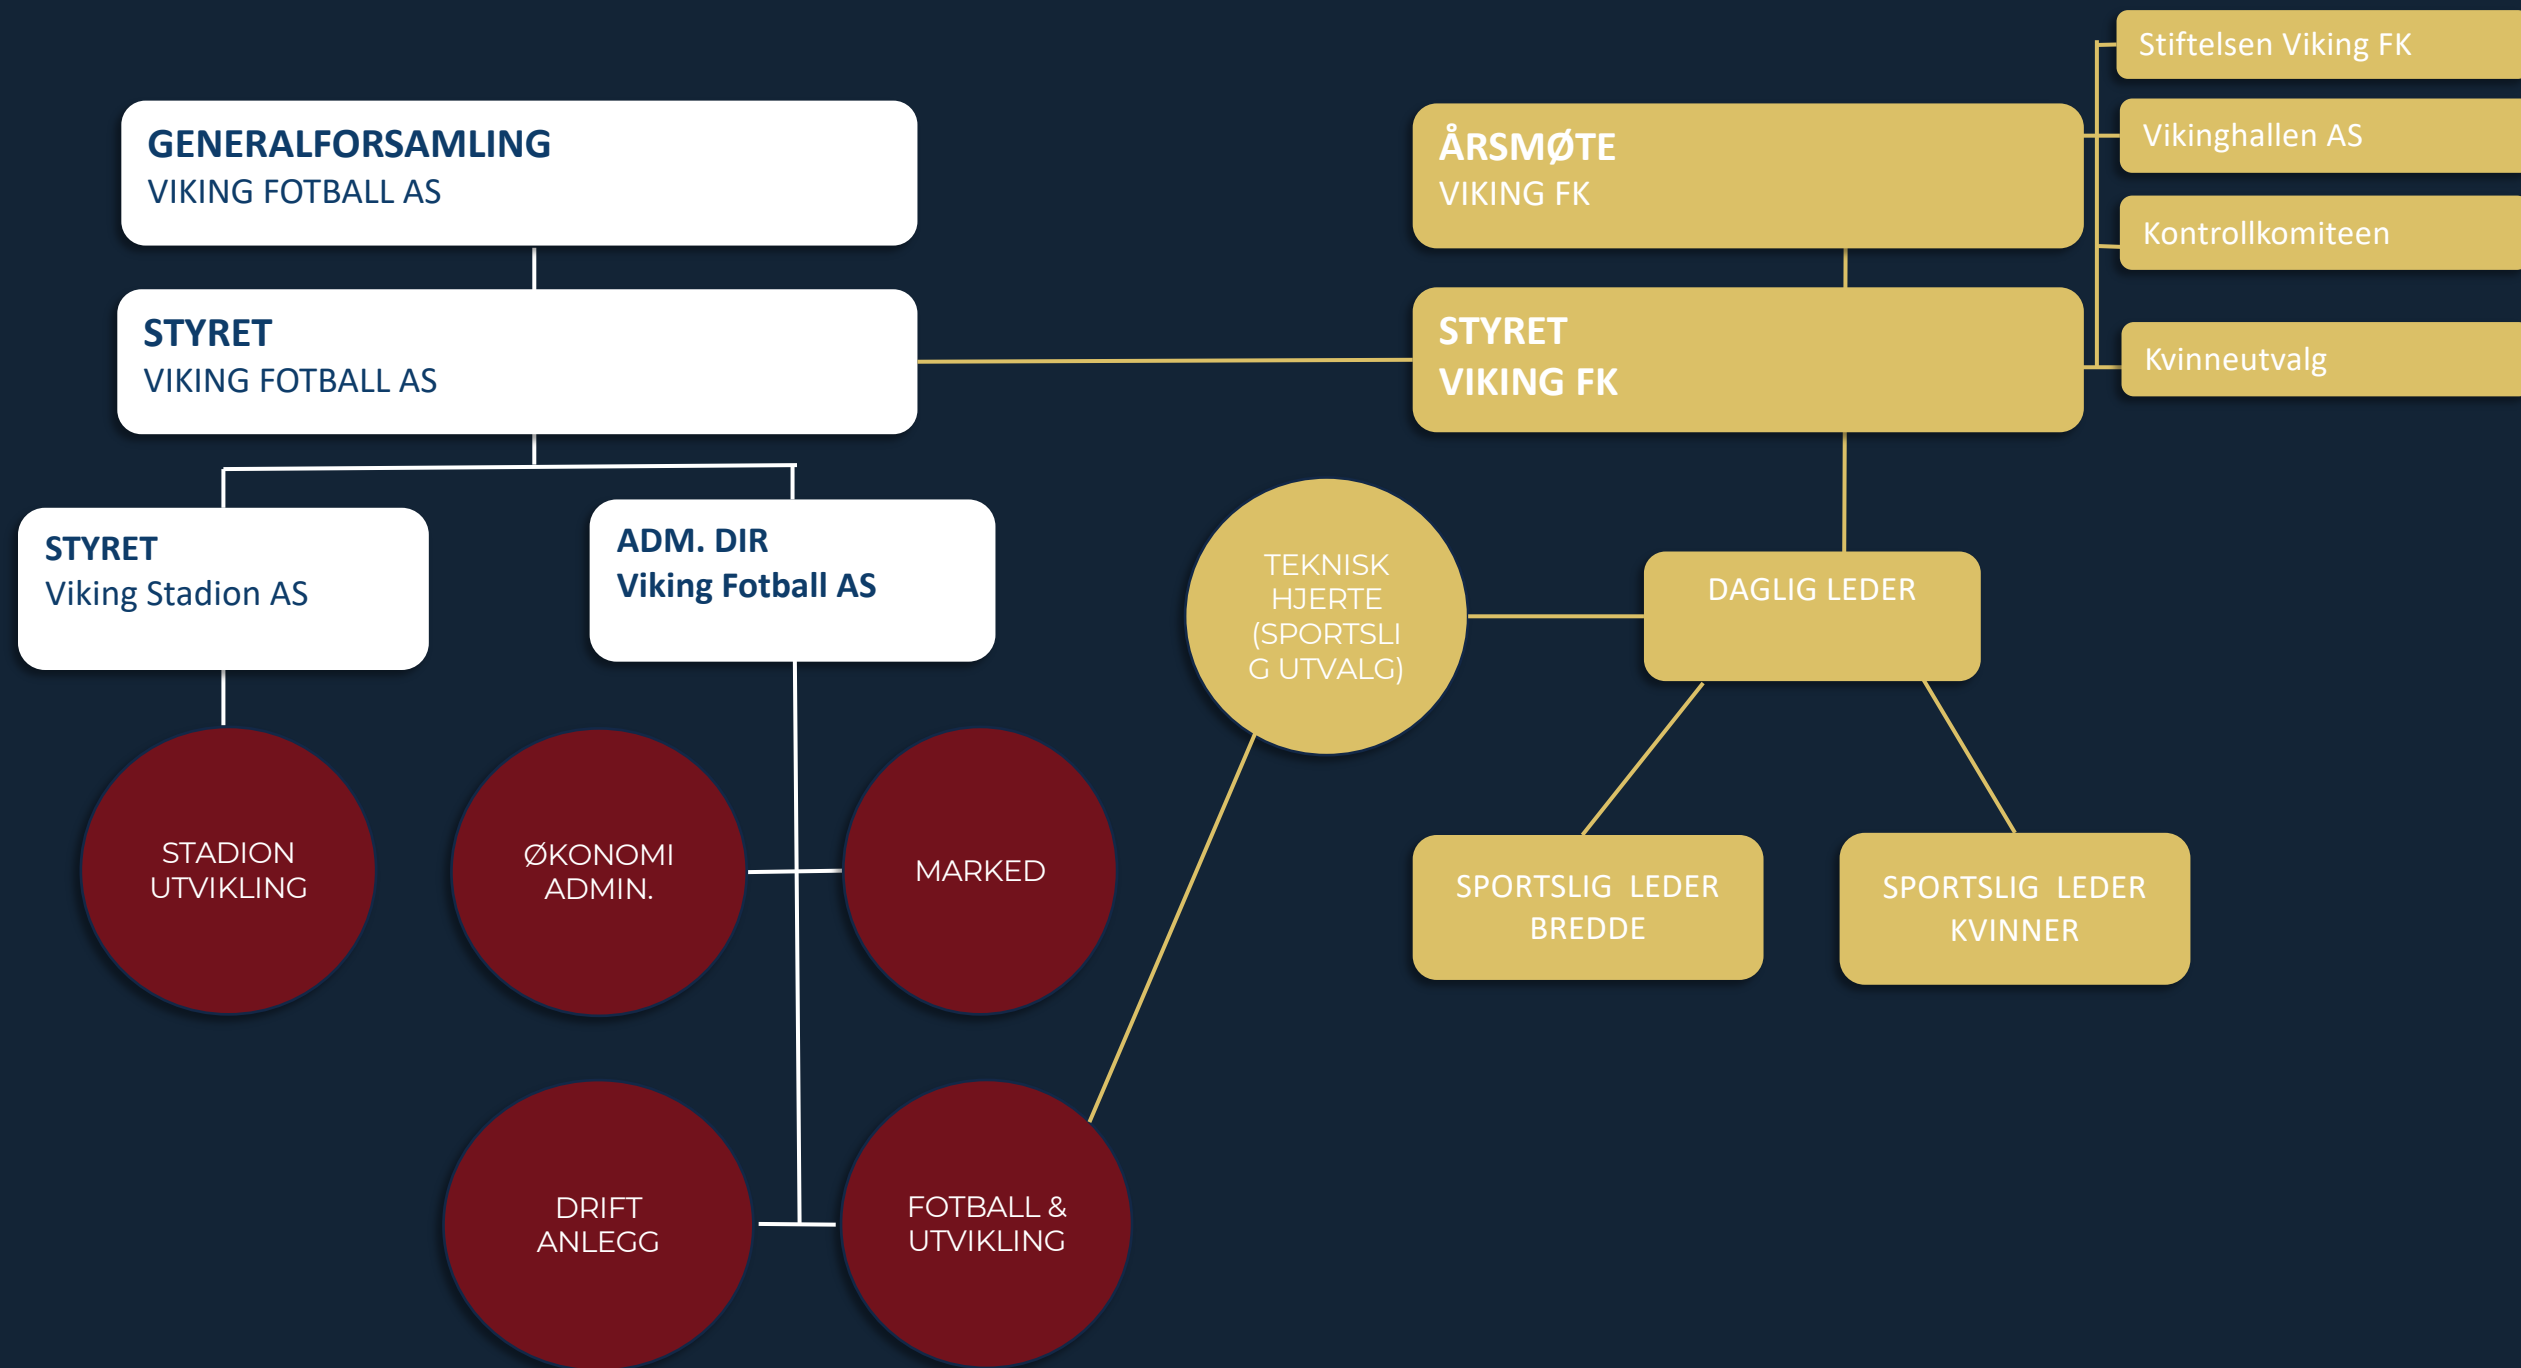 GENERALFORSAMLING
VIKING FOTBALL AS
STYRET
VIKING FOTBALL AS
STYRET
Viking Stadion AS
ADM. DIR
Viking Fotball AS
STADION
UTVIKLING
ØKONOMI
ADMIN.
MARKED
DRIFT
ANLEGG
FOTBALL &
UTVIKLING
ÅRSMØTE
VIKING FK
STYRET
VIKING FK
Stiftelsen Viking FK
Vikinghallen AS
Kontrollkomiteen
Kvinneutvalg
TEKNISK
HJERTE
(SPORTSLI
G UTVALG)
DAGLIG LEDER
SPORTSLIG  LEDER
BREDDE
SPORTSLIG  LEDER
KVINNER